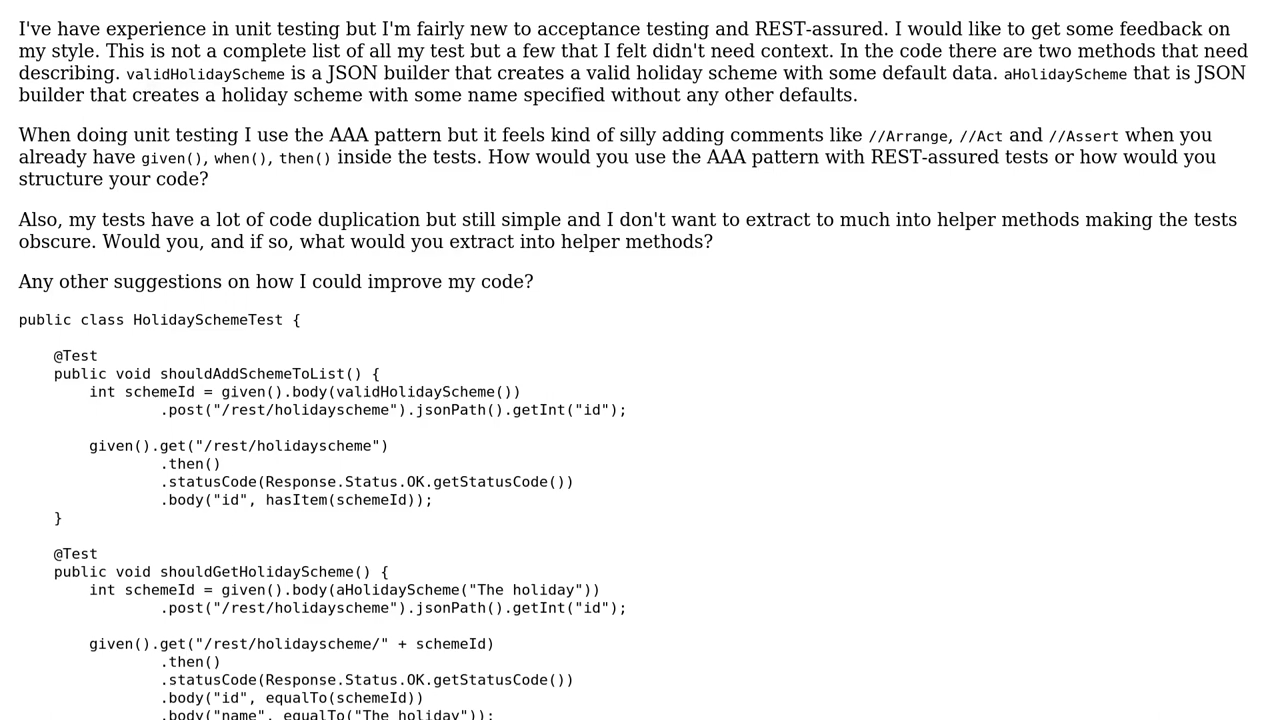 I've have experience in unit testing but I'm fairly new to acceptance testing and REST-assured. I would like to get some feedback on
my style. This is not a complete list of all my test but a few that I felt didn't need context. In the code there are two methods that need
describing. validHolidayScheme is a JSON builder that creates a valid holiday scheme with some default data. aHolidayScheme that is JSON
builder that creates a holiday scheme with some name specified without any other defaults.
When doing unit testing I use the AAA pattern but it feels kind of silly adding comments like //Arrange, //Act and //Assert when you
already have given(), when(), then() inside the tests. How would you use the AAA pattern with REST-assured tests or how would you
structure your code?
Also, my tests have a lot of code duplication but still simple and I don't want to extract to much into helper methods making the tests
obscure. Would you, and if so, what would you extract into helper methods?
Any other suggestions on how I could improve my code?
public class HolidaySchemeTest {
    @Test
    public void shouldAddSchemeToList() {
        int schemeId = given().body(validHolidayScheme())
                .post("/rest/holidayscheme").jsonPath().getInt("id");
        given().get("/rest/holidayscheme")
                .then()
                .statusCode(Response.Status.OK.getStatusCode())
                .body("id", hasItem(schemeId));
    }
    @Test
    public void shouldGetHolidayScheme() {
        int schemeId = given().body(aHolidayScheme("The holiday"))
                .post("/rest/holidayscheme").jsonPath().getInt("id");
        given().get("/rest/holidayscheme/" + schemeId)
                .then()
                .statusCode(Response.Status.OK.getStatusCode())
                .body("id", equalTo(schemeId))
                .body("name", equalTo("The holiday"));